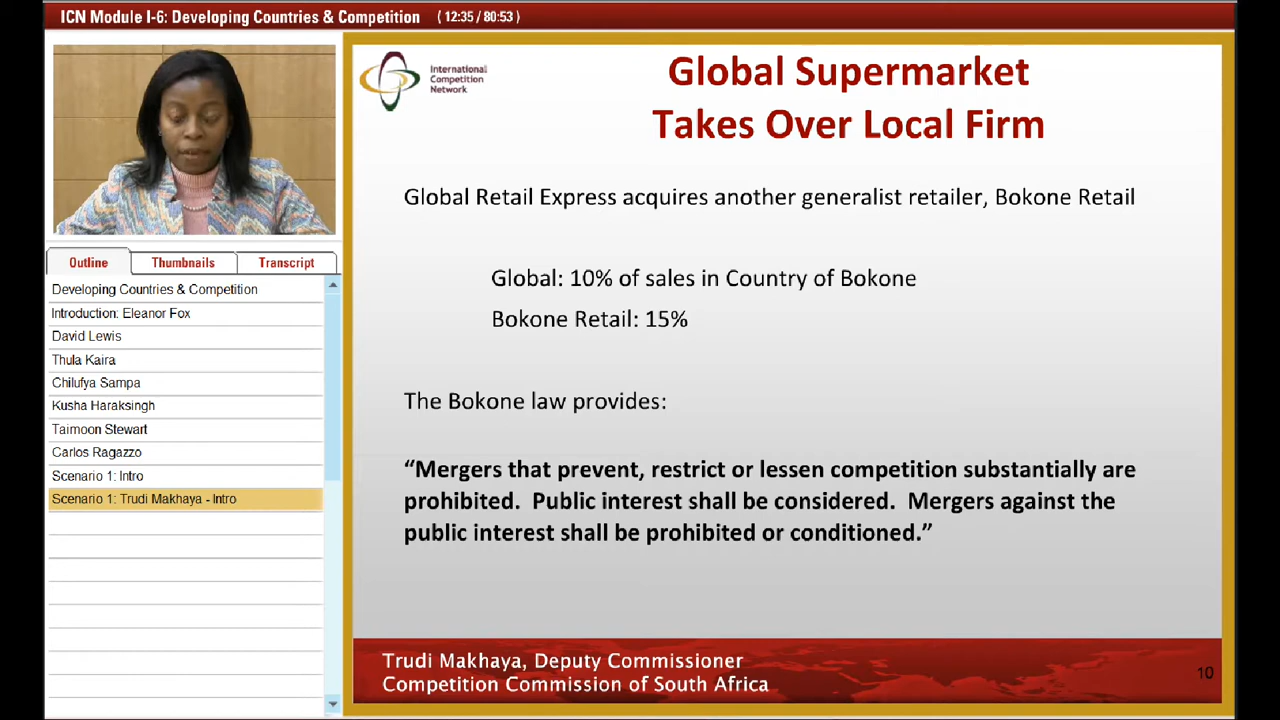 ICN Module I-6: Developing Countries & Competition ( 12:35 / 80:53 )
International
Competition
Network
Global Supermarket
Takes Over Local Firm
Global Retail Express acquires another generalist retailer, Bokone Retail
Global: 10% of sales in Country of Bokone
Bokone Retail: 15%
The Bokone law provides:
“Mergers that prevent, restrict or lessen competition substantially are
prohibited.  Public interest shall be considered.  Mergers against the
public interest shall be prohibited or conditioned.”
Trudi Makhaya, Deputy Commissioner
Competition Commission of South Africa
10
Outline Thumbnails Transcript
Developing Countries & Competition
Introduction: Eleanor Fox
David Lewis
Thula Kaira
Chilufya Sampa
Kusha Haraksingh
Taimoon Stewart
Carlos Ragazzo
Scenario 1: Intro
Scenario 1: Trudi Makhaya - Intro